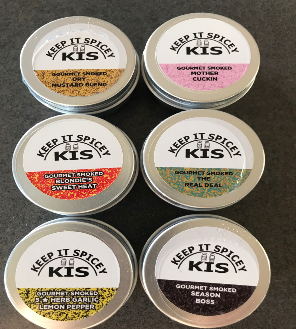 KEEP IT SPICEY
KIS
GOURMET SMOKED
DRY
MUSTARD BLEND
KEEP IT SPICEY
KIS
GOURMET SMOKED
MOTHER
CUCKIN
KEEP IT SPICEY
KIS
GOURMET SMOKED
BLONDIE'S
SWEET HEAT
KEEP IT SPICEY
KIS
GOURMET SMOKED
THE
REAL DEAL
KEEP IT SPICEY
KIS
GOURMET SMOKED
5★ HERB GARLIC
LEMON PEPPER
KEEP IT SPICEY
KIS
GOURMET SMOKED
SEASON
BOSS